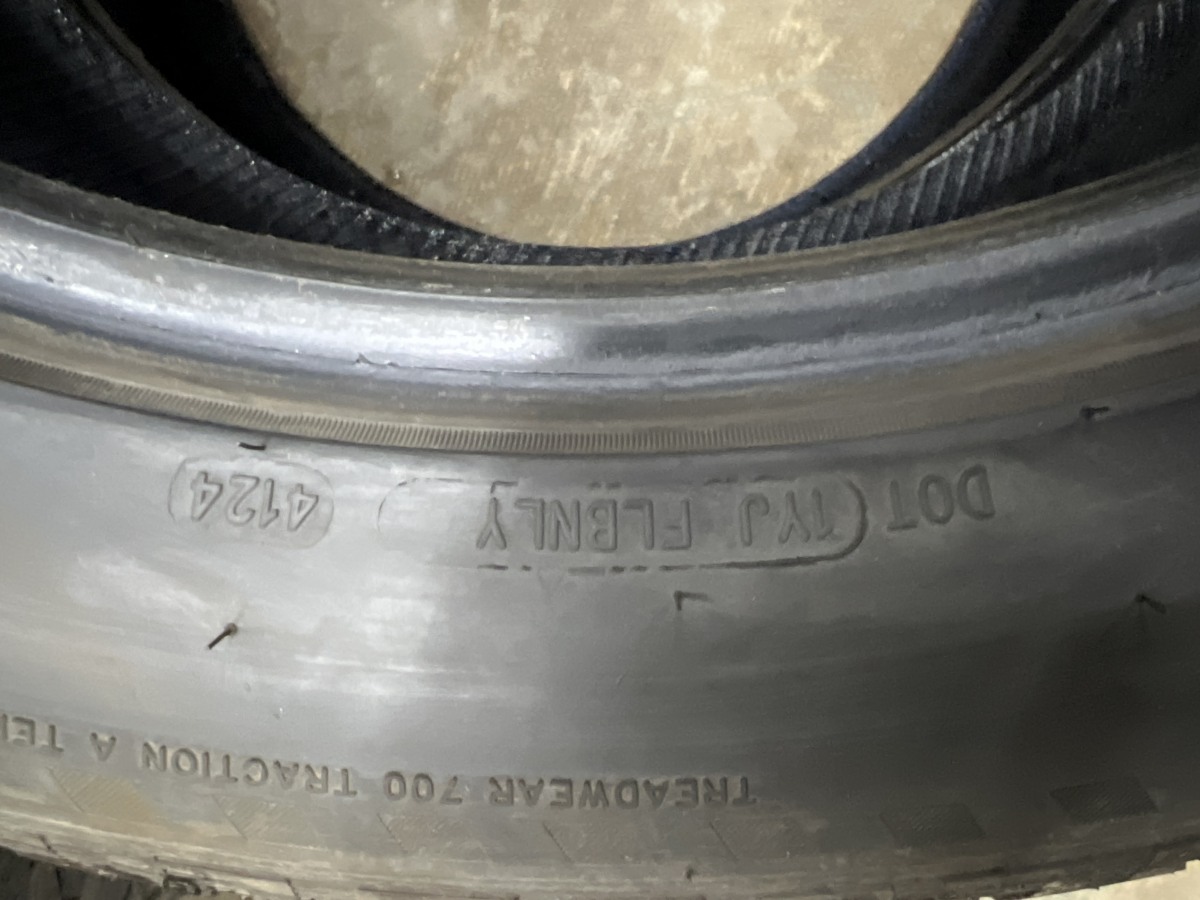 DOT 1YJ FLBNLY 4124
TREADWEAR 700 TRACTION A